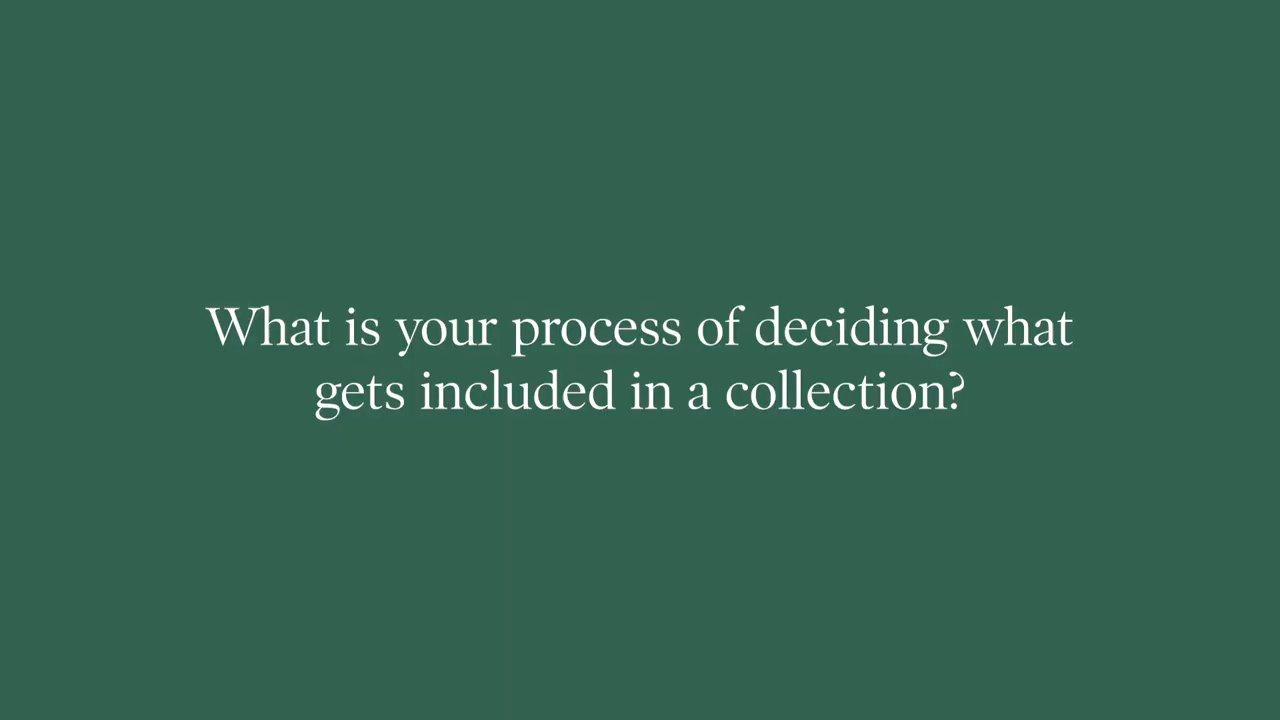 What is your process of deciding what
gets included in a collection?